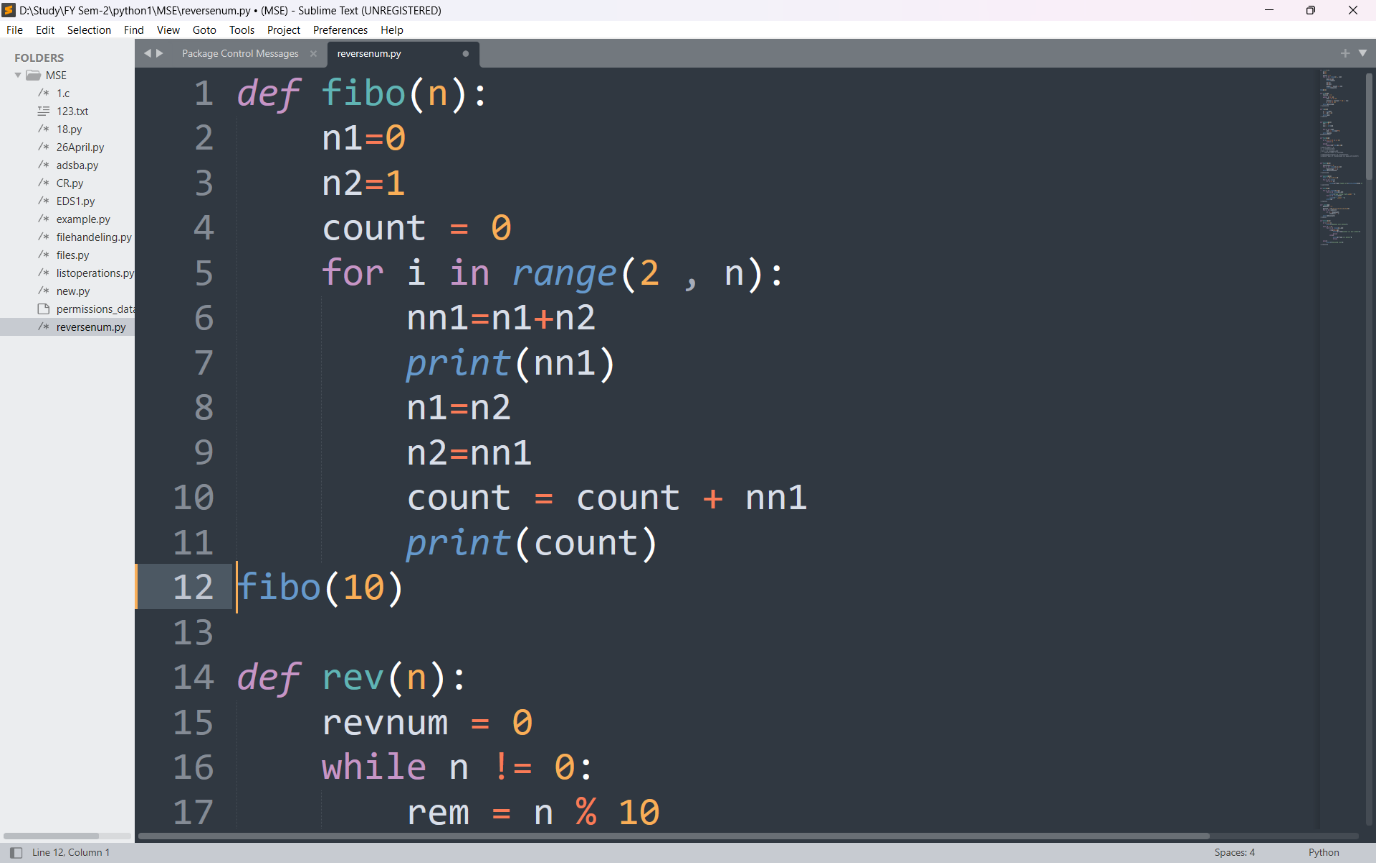 D:\Study\FY Sem-2\python1\MSE\reversenum.py • (MSE) - Sublime Text (UNREGISTERED)
File Edit Selection Find View Goto Tools Project Preferences Help
FOLDERS
MSE
/* 1.c
123.txt
/* 18.py
/* 26April.py
/* adsba.py
/* CR.py
/* EDS1.py
/* example.py
/* filehandeling.py
/* files.py
/* listoperations.py
/* new.py
permissions_data
/* reversenum.py
Package Control Messages × reversenum.py
1 def fibo(n):
2     n1=0
3     n2=1
4     count = 0
5     for i in range(2 , n):
6         nn1=n1+n2
7         print(nn1)
8         n1=n2
9         n2=nn1
10         count = count + nn1
11         print(count)
12 fibo(10)
13
14 def rev(n):
15     revnum = 0
16     while n != 0:
17         rem = n % 10
Line 12, Column 1 Spaces: 4 Python